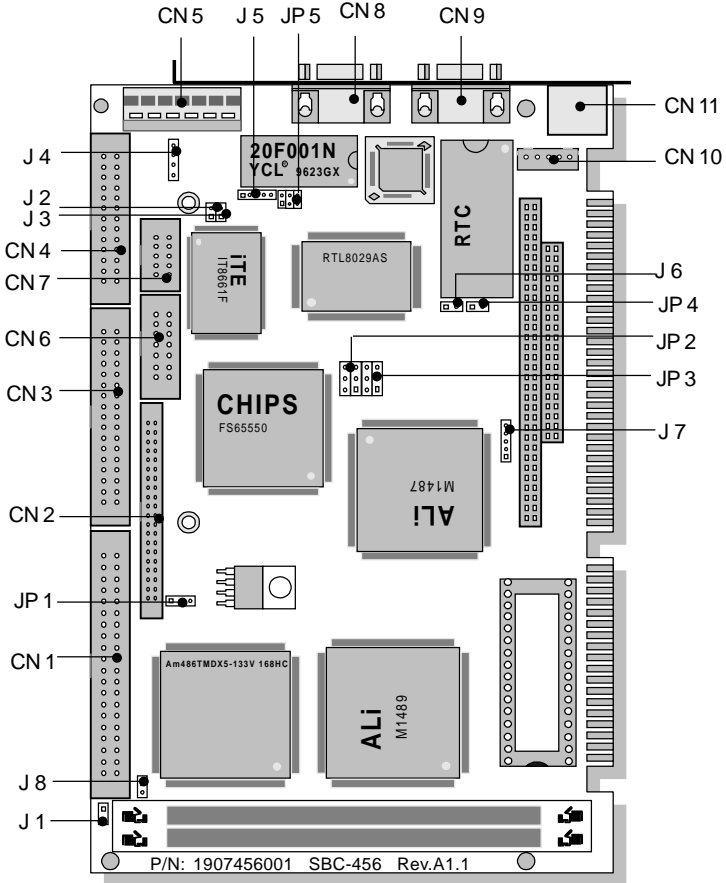 CN 5 J 5 JP 5 CN 8 CN 9
CN 11
J 4
20F001N
YCL 9623GX
CN 10
J 2
J 3
RTC
CN 4
iTE
IT8661F
RTL8029AS
CN 7
J 6
JP 4
CN 6
JP 2
CN 3
JP 3
CHIPS
FS65550
J 7
M1487
ALi
CN 2
JP 1
CN 1
Am486TMDX5-133V 168HC
ALi
M1489
J 8
J 1
P/N: 1907456001 SBC-456 Rev.A1.1